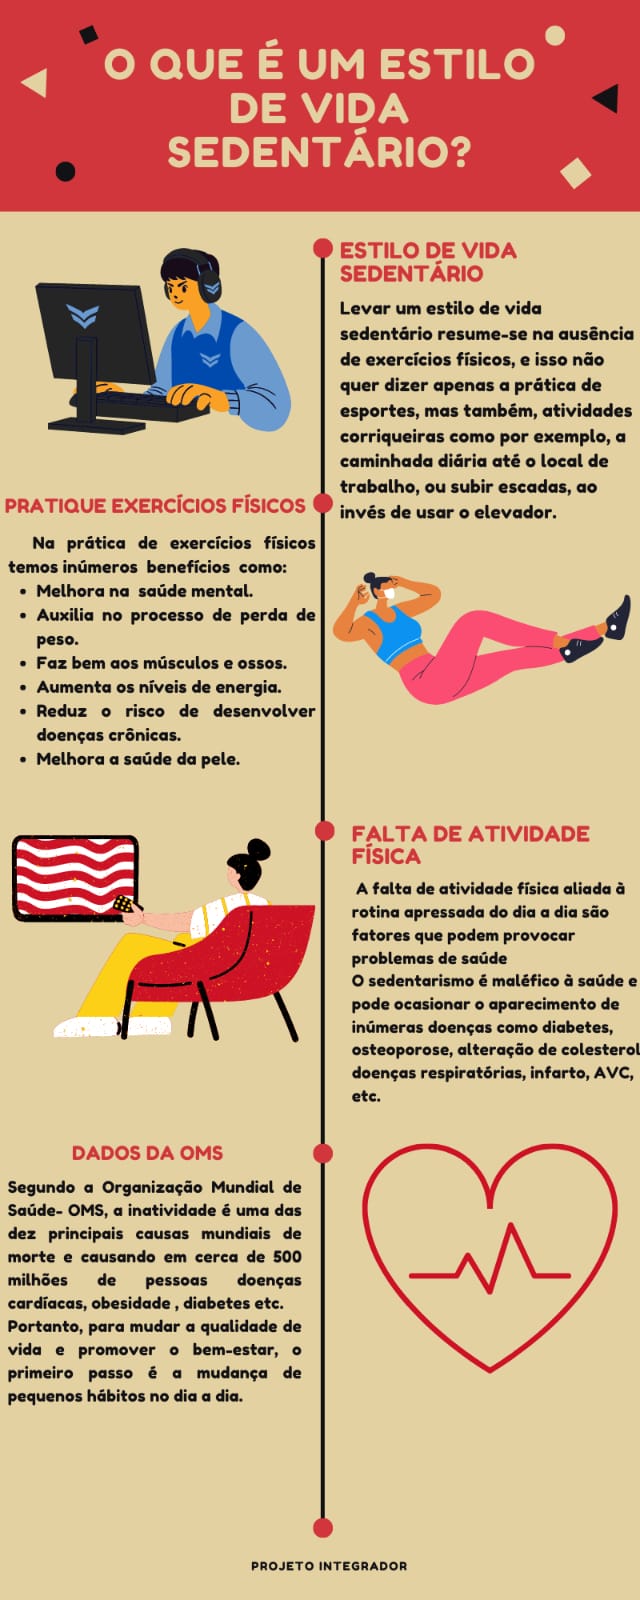 O QUE É UM ESTILO
DE VIDA
SEDENTÁRIO?
ESTILO DE VIDA
SEDENTÁRIO
Levar um estilo de vida
sedentário resume-se na ausência
de exercícios físicos, e isso não
quer dizer apenas a prática de
esportes, mas também, atividades
corriqueiras como por exemplo, a
caminhada diária até o local de
trabalho, ou subir escadas, ao
invés de usar o elevador.
PRATIQUE EXERCÍCIOS FÍSICOS
Na prática de exercícios físicos
temos inúmeros benefícios como:
• Melhora na saúde mental.
• Auxilia no processo de perda de
peso.
• Faz bem aos músculos e ossos.
• Aumenta os níveis de energia.
• Reduz o risco de desenvolver
doenças crônicas.
• Melhora a saúde da pele.
FALTA DE ATIVIDADE
FÍSICA
A falta de atividade física aliada à
rotina apressada do dia a dia são
fatores que podem provocar
problemas de saúde
O sedentarismo é maléfico à saúde e
pode ocasionar o aparecimento de
inúmeras doenças como diabetes,
osteoporose, alteração de colesterol
doenças respiratórias, infarto, AVC,
etc.
DADOS DA OMS
Segundo a Organização Mundial de
Saúde- OMS, a inatividade é uma das
dez principais causas mundiais de
morte e causando em cerca de 500
milhões de pessoas doenças
cardíacas, obesidade , diabetes etc.
Portanto, para mudar a qualidade de
vida e promover o bem-estar, o
primeiro passo é a mudança de
pequenos hábitos no dia a dia.
PROJETO INTEGRADOR